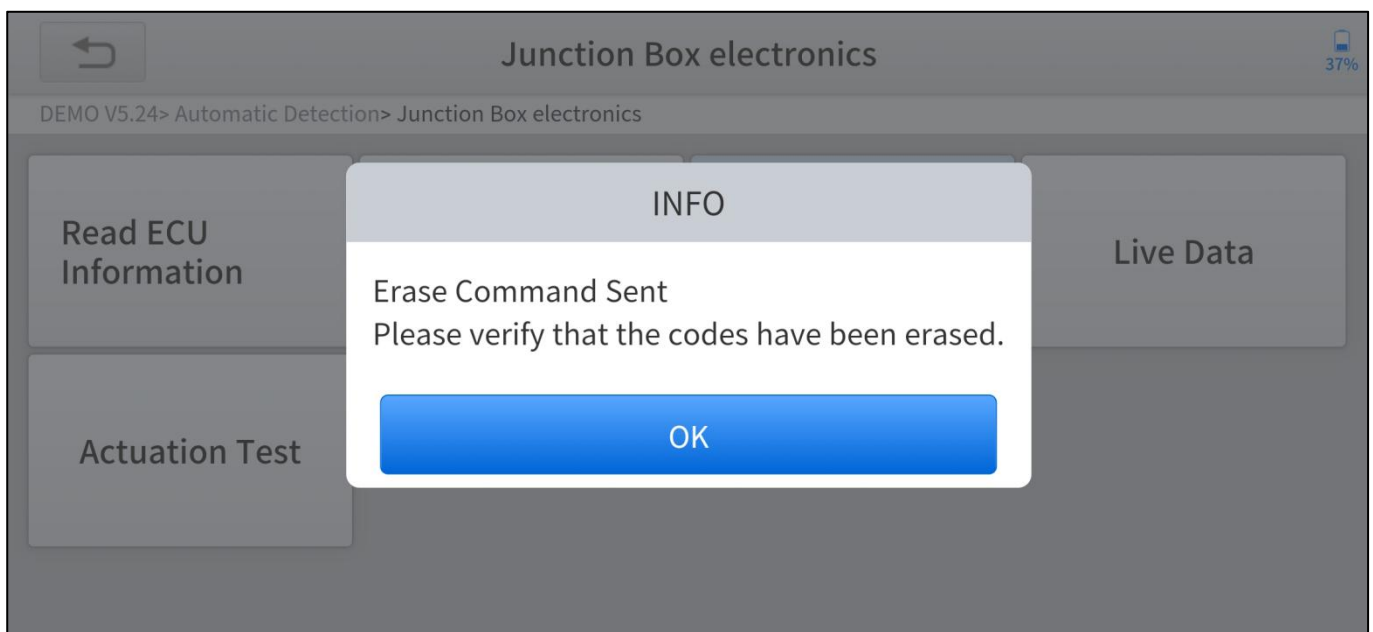 Junction Box electronics
37%
DEMO V5.24> Automatic Detection> Junction Box electronics
Read ECU
Information
Live Data
Actuation Test
INFO
Erase Command Sent
Please verify that the codes have been erased.
OK